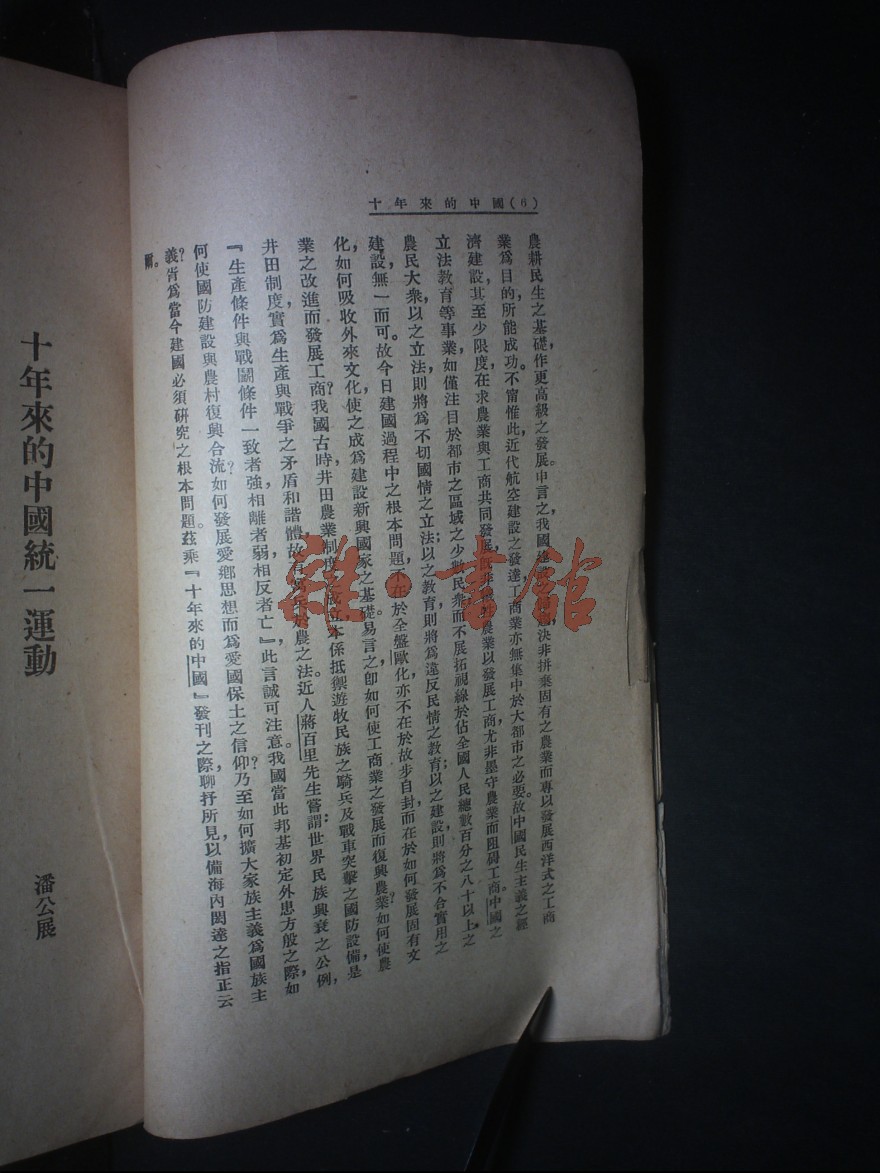 十年來的中國(6)
農耕民生之基礎，作更高級之發展。申言之，我國建　　，決非拼棄固有之農業而專以發展西洋式之工商
業爲目的所能成功。不甯惟此，近代航空建設之發達，工商業亦無集中於大都市之必要。故中國民生主義之經
濟建設，其至少限度，在求農業與工商共同發展，既非　　農業以發展工商，尤非墨守農業而阻碍工商。中國之
立法教育等事業，如僅注目於都市之區域之少數民衆，而不展拓視線於佔全國人民總數百分之八十以上之
農民大衆，以之立法，則將爲不切國情之立法；以之教育，則將爲違反民情之教育；以之建設，則將爲不合實用之
建設，無一而可。故今日建國過程中之根本問題，不在於全盤歐化，亦不在於故步自封，而在於如何發展固有文
化，如何吸收外來文化，使之成爲建設新興國家之基礎。易言之，卽如何使工商業之發展而復興農業，如何使農
業之改進而發展工商？我國古時井田農業制度之成立，本係抵禦遊牧民族之騎兵及戰車突擊之國防設備，是
井田制度，實爲生產與戰爭之矛盾和諧體，故有寓兵於農之法。近人蔣百里先生嘗謂：世界民族興衰之公例，
『生產條件與戰鬭條件一致者強，相離者弱，相反者亡』，此言誠可注意。我國當此邦基初定外患方殷之際，如
何使國防建設與農村復興合流？如何發展愛鄉思想而爲愛國保土之信仰？乃至如何擴大家族主義爲國族主
義？皆爲當今建國必須研究之根本問題。茲乘『十年來的中國』發刊之際，聊抒所見，以備海內閎達之指正云
爾。
十年來的中國統一運動
潘公展
雜·書館